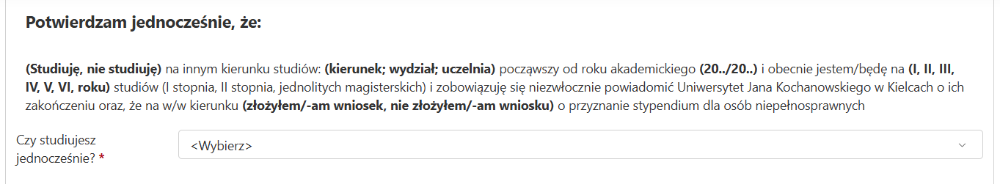 Potwierdzam jednocześnie, że:
(Studiuję, nie studiuję) na innym kierunku studiów: (kierunek; wydział; uczelnia) począwszy od roku akademickiego (20../20..) i obecnie jestem/będę na (I, II, III,
IV, V, VI, roku) studiów (I stopnia, II stopnia, jednolitych magisterskich) i zobowiązuję się niezwłocznie powiadomić Uniwersytet Jana Kochanowskiego w Kielcach o ich
zakończeniu oraz, że na w/w kierunku (złożyłem/-am wniosek, nie złożyłem/-am wniosku) o przyznanie stypendium dla osób niepełnosprawnych
Czy studiujesz
jednocześnie? *
<Wybierz>